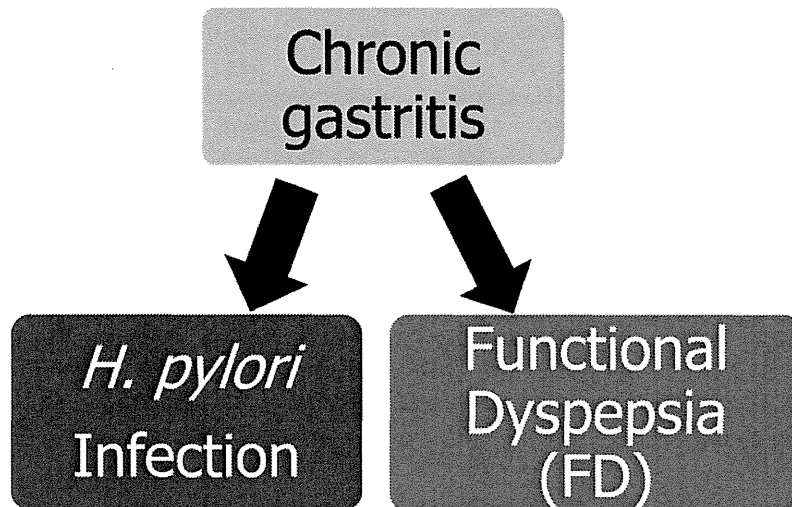 Chronic
gastritis
H. pylori
Infection
Functional
Dyspepsia
(FD)